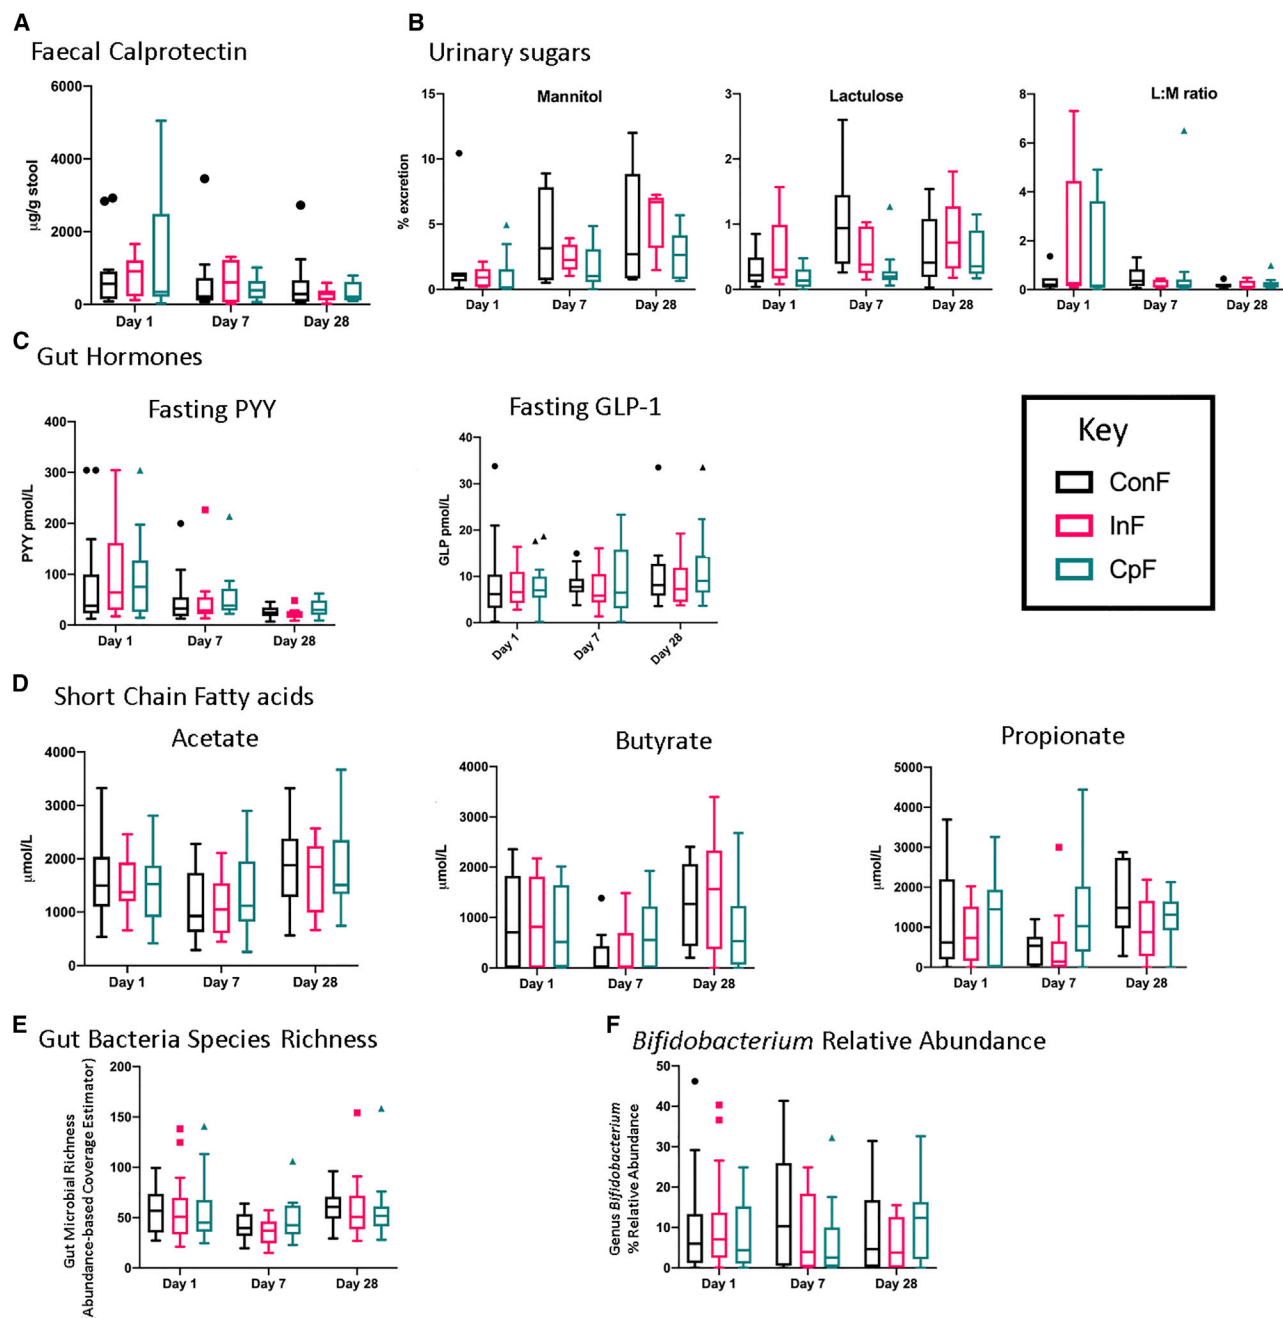 A
Faecal Calprotectin
6000
4000
2000
0
µg/g stool
Day 1
Day 7
Day 28
B
Urinary sugars
Mannitol
15
10
5
0
% excretion
Day 1
Day 7
Day 28
Lactulose
3
2
1
0
Day 1
Day 7
Day 28
L:M ratio
8
6
4
2
0
Day 1
Day 7
Day 28
C
Gut Hormones
Fasting PYY
400
300
200
100
0
PYY pmol/L
Day 1
Day 7
Day 28
Fasting GLP-1
40
30
20
10
0
GLP pmol/L
Day 1
Day 7
Day 28
Key
ConF
InF
CpF
D
Short Chain Fatty acids
Acetate
4000
3000
2000
1000
0
µmol/L
Day 1
Day 7
Day 28
Butyrate
4000
3000
2000
1000
0
µmol/L
Day 1
Day 7
Day 28
Propionate
5000
4000
3000
2000
1000
0
µmol/L
Day 1
Day 7
Day 28
E
Gut Bacteria Species Richness
200
150
100
50
0
Gut Microbial Richness
Abundance-based Coverage Estimator)
Day 1
Day 7
Day 28
F
Bifidobacterium Relative Abundance
50
40
30
20
10
0
Genus Bifidobacterium
% Relative Abundance
Day 1
Day 7
Day 28